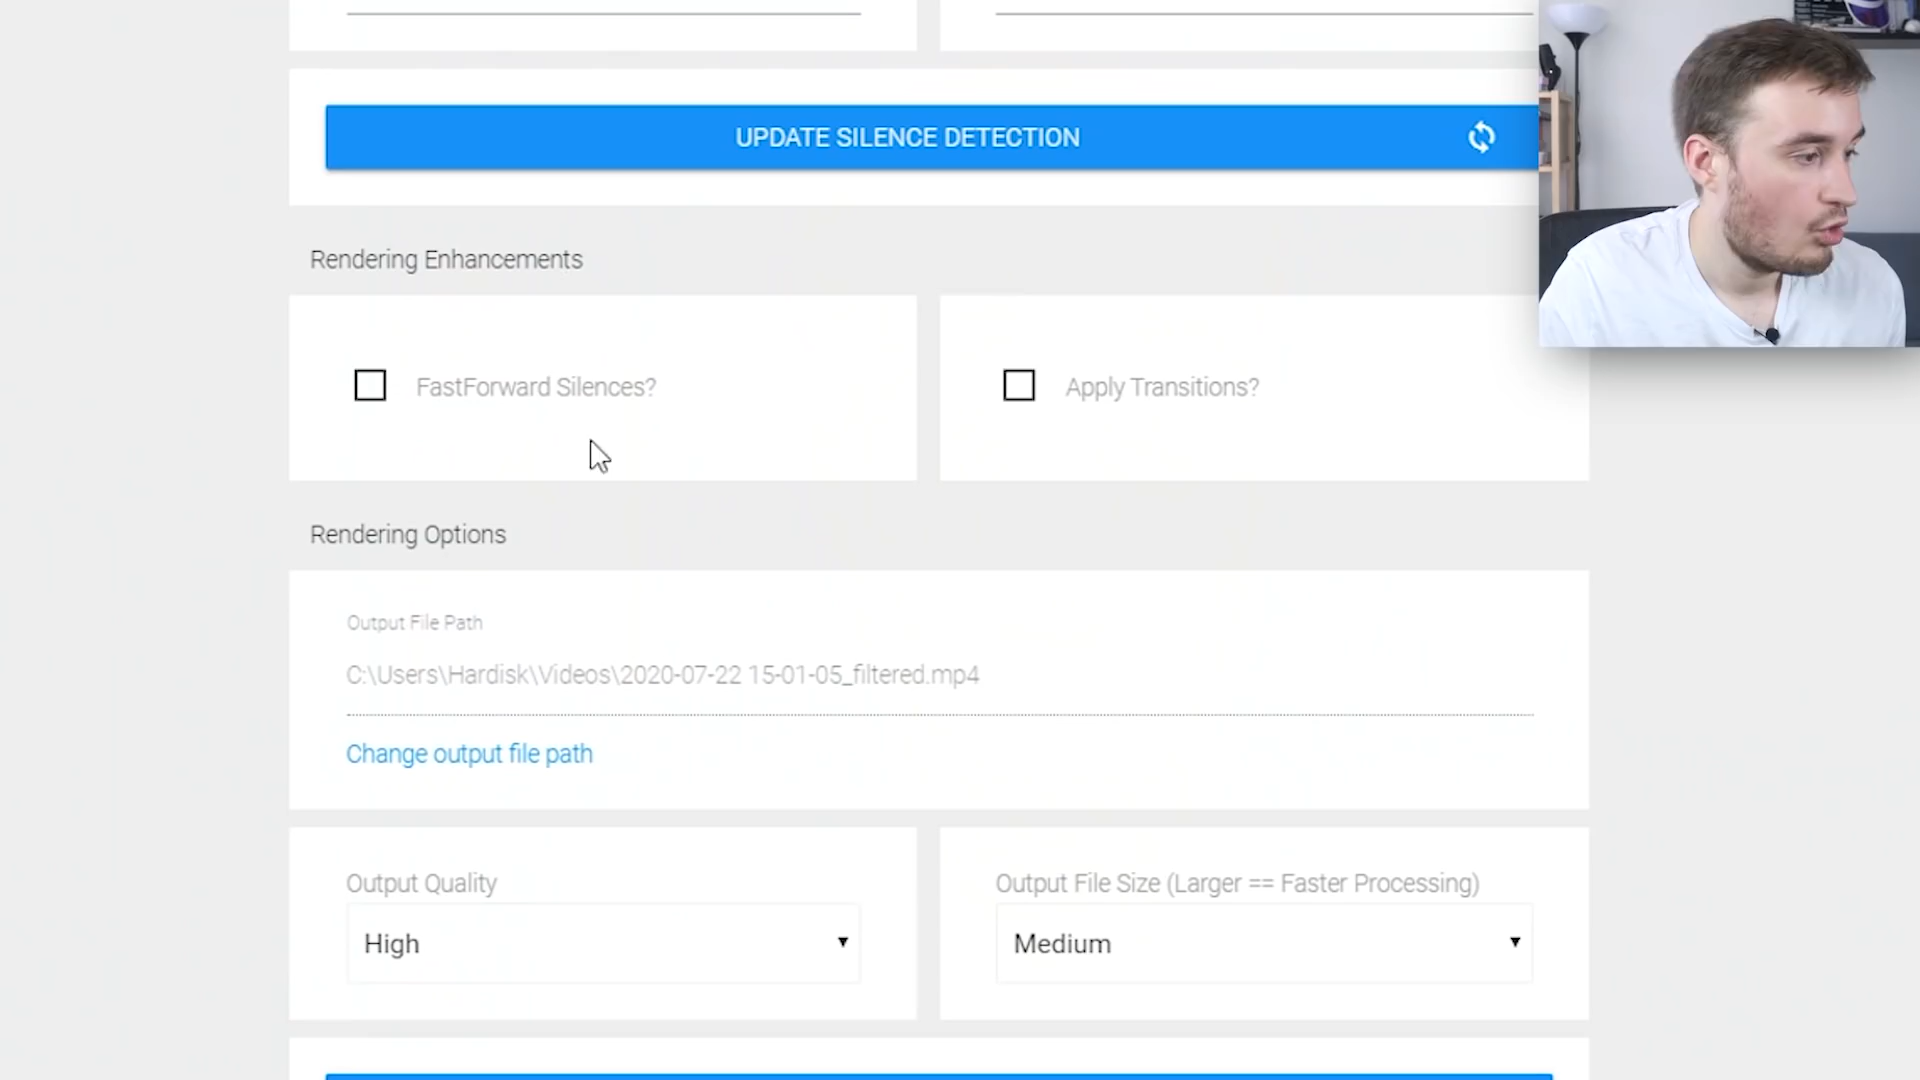 UPDATE SILENCE DETECTION
Rendering Enhancements
FastForward Silences?
Apply Transitions?
Rendering Options
Output File Path
C:\Users\Hardisk\Videos\2020-07-22 15-01-05_filtered.mp4
Change output file path
Output Quality
Output File Size (Larger == Faster Processing)
High
Medium